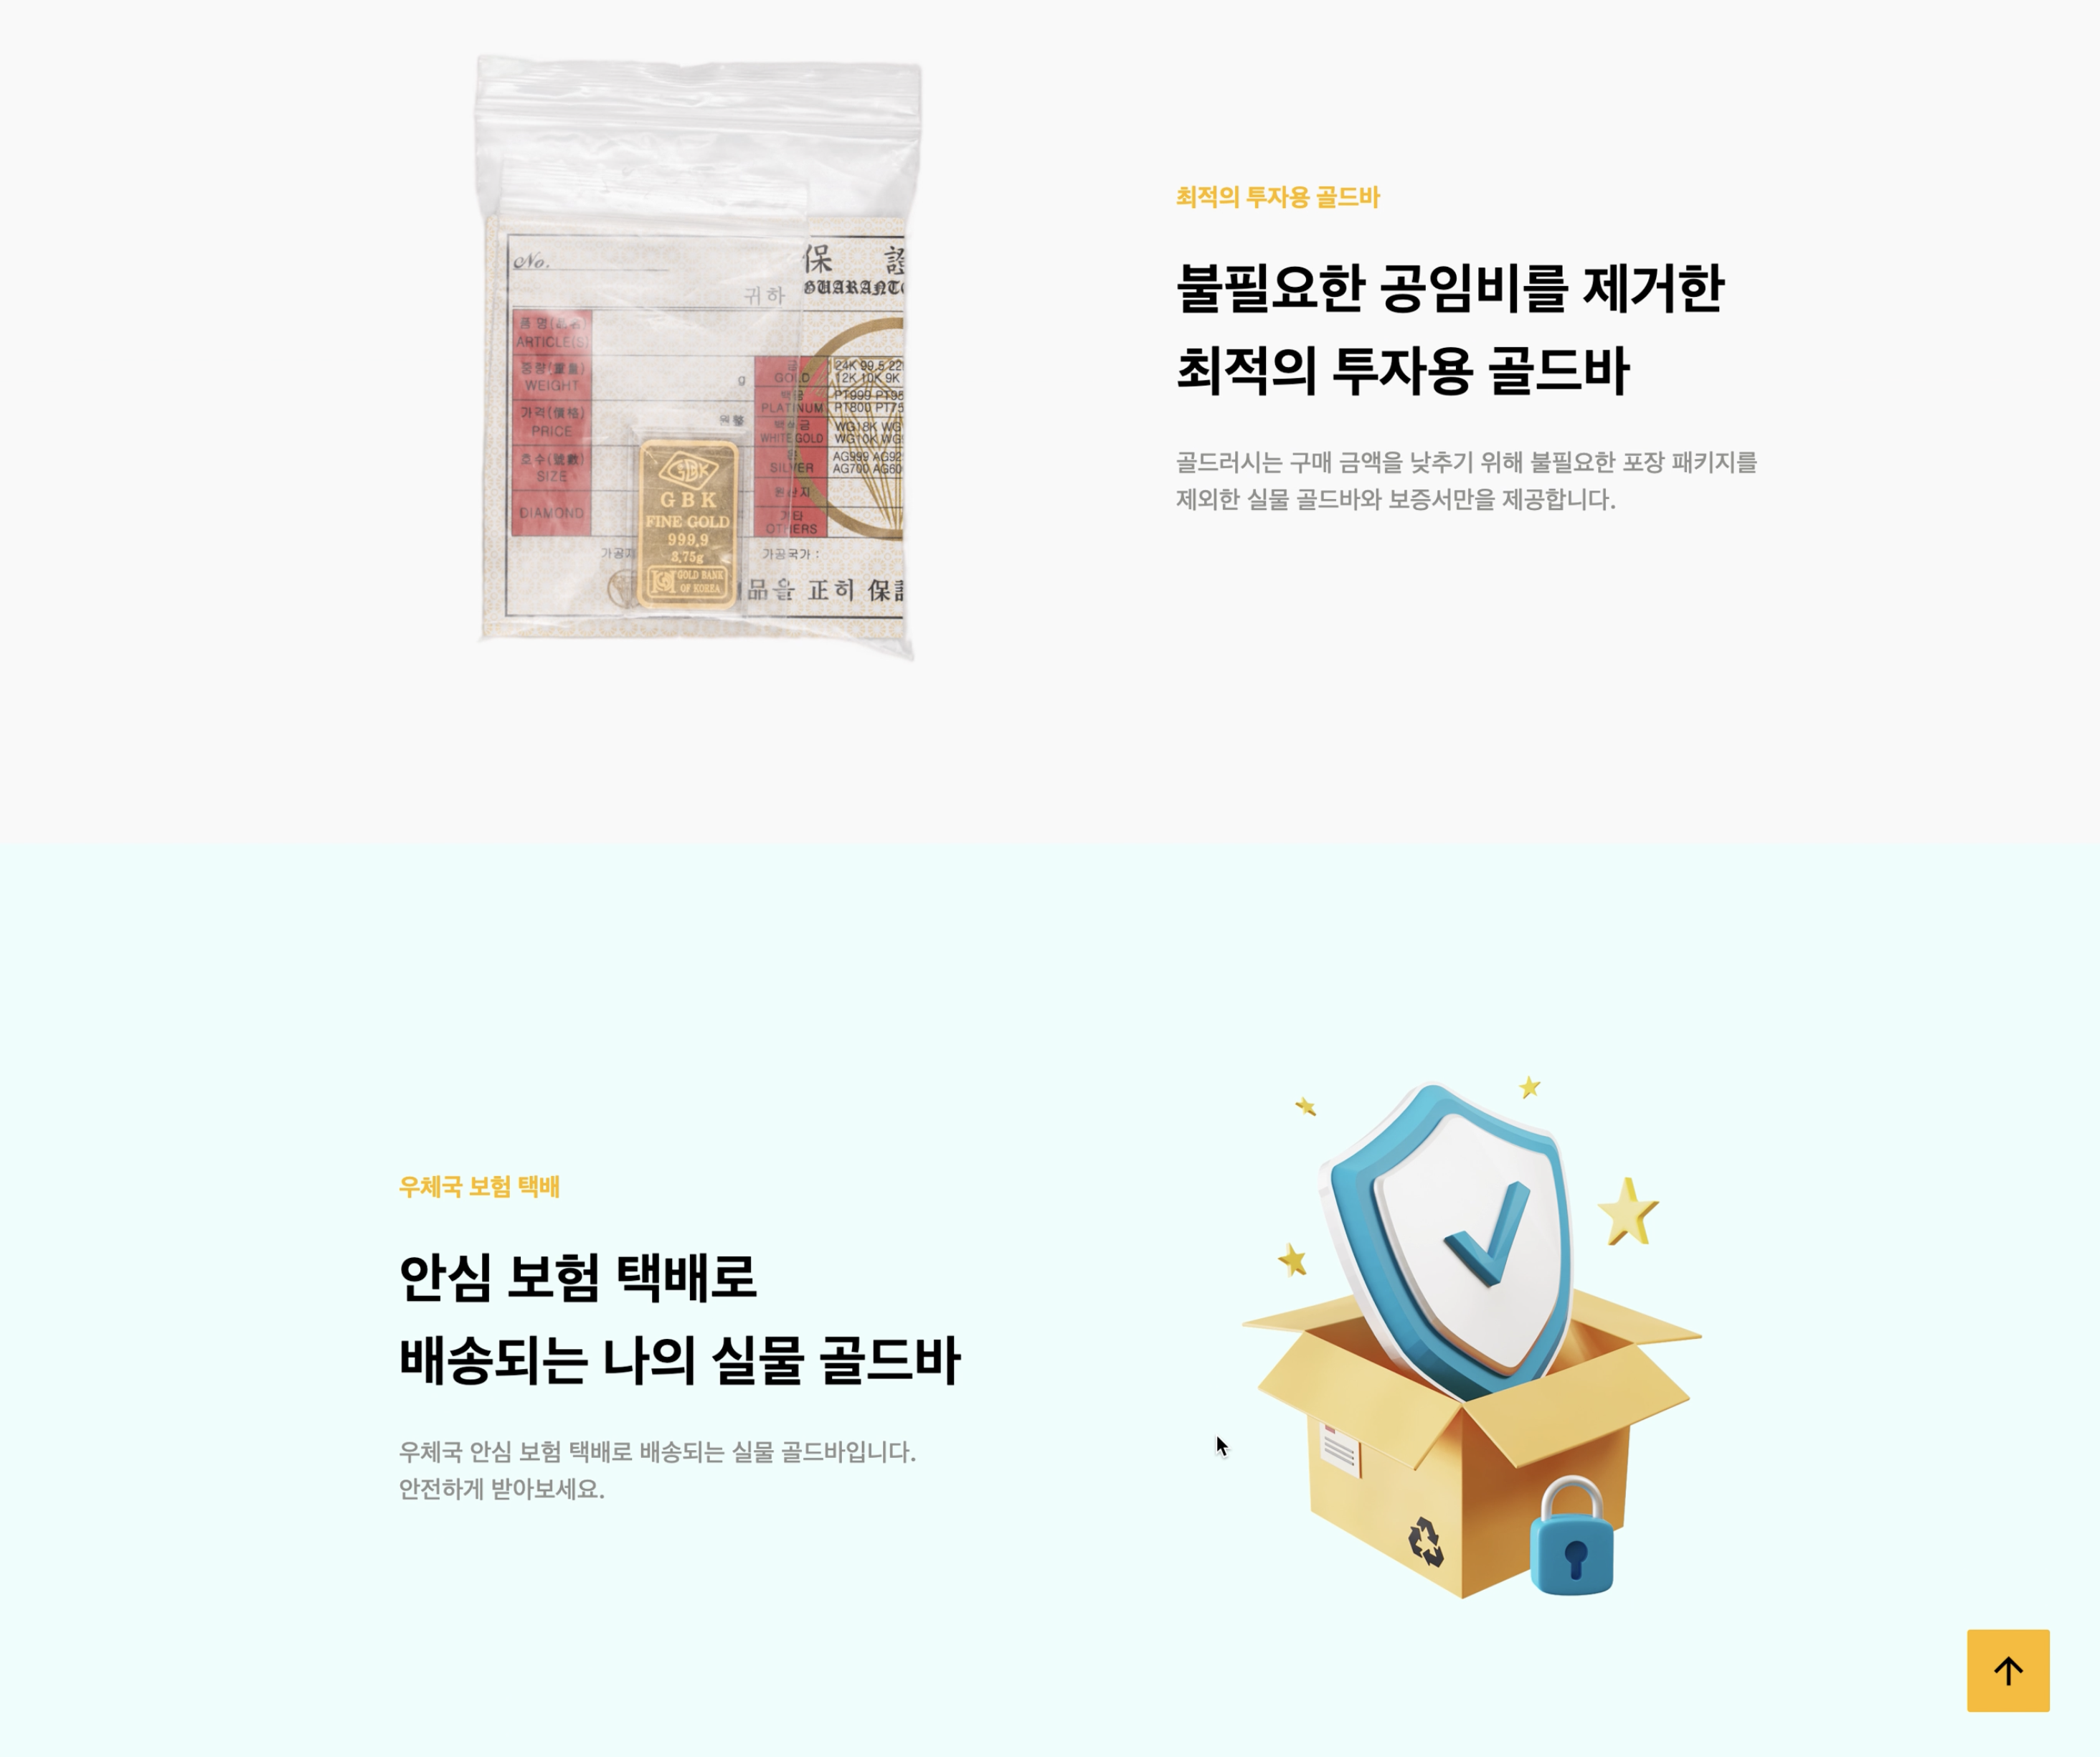 No.
귀하
保 證
GUARANT
품 명
ARTICLE(S)
중량(重量)
WEIGHT
g
가격(價格)
PRICE
원整
호수(號數)
SIZE
DIAMOND
금
GOLD
24K 99.5 22
12K 10K 9K
백금
PLATINUM
PT999 PT95
PT800 PT75
백색금
WHITE GOLD
WG18K WG
WG10K WG
은
SILVER
AG999 AG92
AG700 AG60
원산지
기타
OTHERS
가공지
가공국가 :
品을 正히 保證
GBK
GBK
FINE GOLD
999.9
3,75g
GOLD BANK
OF KOREA
최적의 투자용 골드바
불필요한 공임비를 제거한
최적의 투자용 골드바
골드러시는 구매 금액을 낮추기 위해 불필요한 포장 패키지를
제외한 실물 골드바와 보증서만을 제공합니다.
우체국 보험 택배
안심 보험 택배로
배송되는 나의 실물 골드바
우체국 안심 보험 택배로 배송되는 실물 골드바입니다.
안전하게 받아보세요.